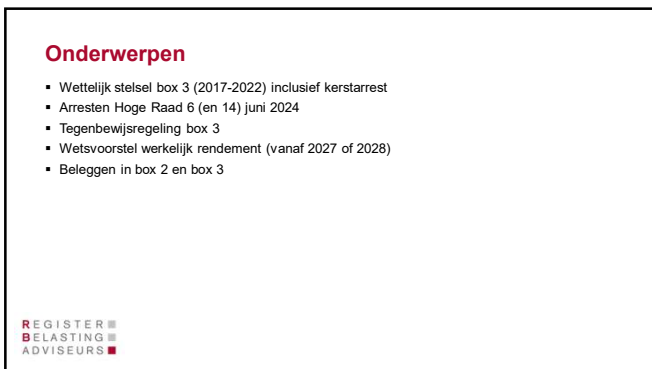 Onderwerpen
▪ Wettelijk stelsel box 3 (2017-2022) inclusief kerstarrest
▪ Arresten Hoge Raad 6 (en 14) juni 2024
▪ Tegenbewijsregeling box 3
▪ Wetsvoorstel werkelijk rendement (vanaf 2027 of 2028)
▪ Beleggen in box 2 en box 3
REGISTER
BELASTING
ADVISEURS